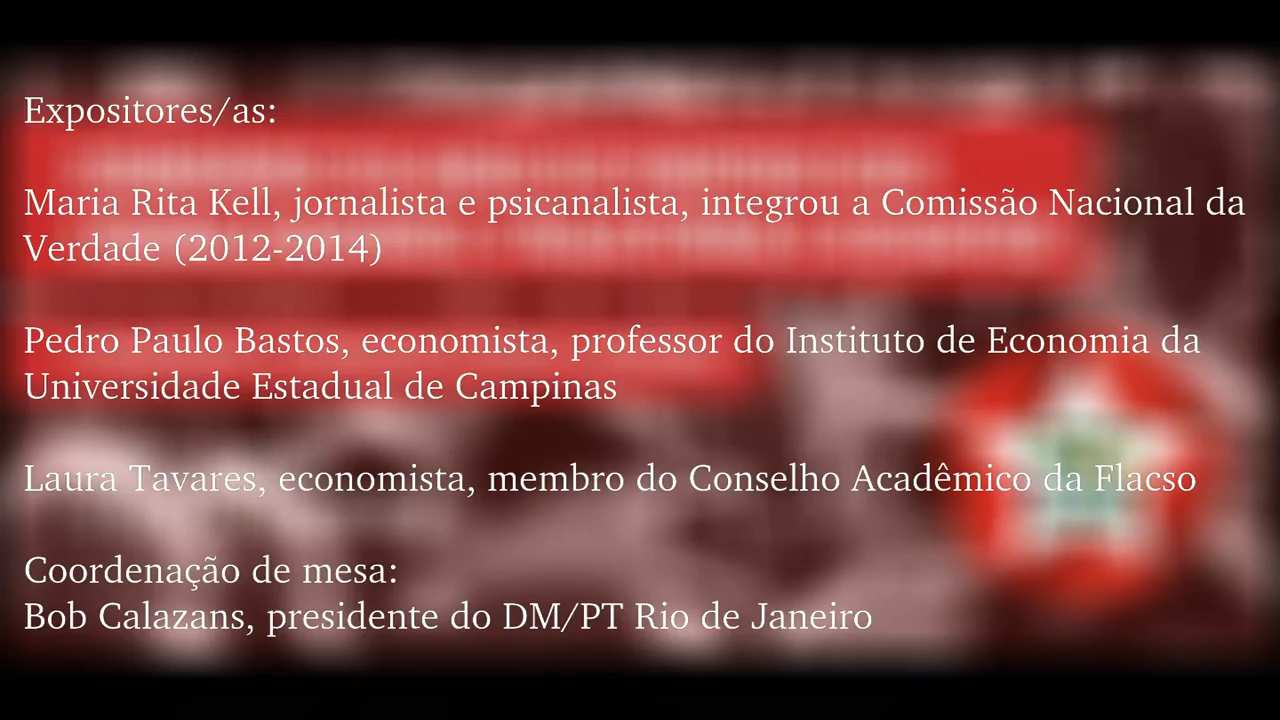 Expositores/as:
Maria Rita Kell, jornalista e psicanalista, integrou a Comissão Nacional da
Verdade (2012-2014)
Pedro Paulo Bastos, economista, professor do Instituto de Economia da
Universidade Estadual de Campinas
Laura Tavares, economista, membro do Conselho Acadêmico da Flacso
Coordenação de mesa:
Bob Calazans, presidente do DM/PT Rio de Janeiro